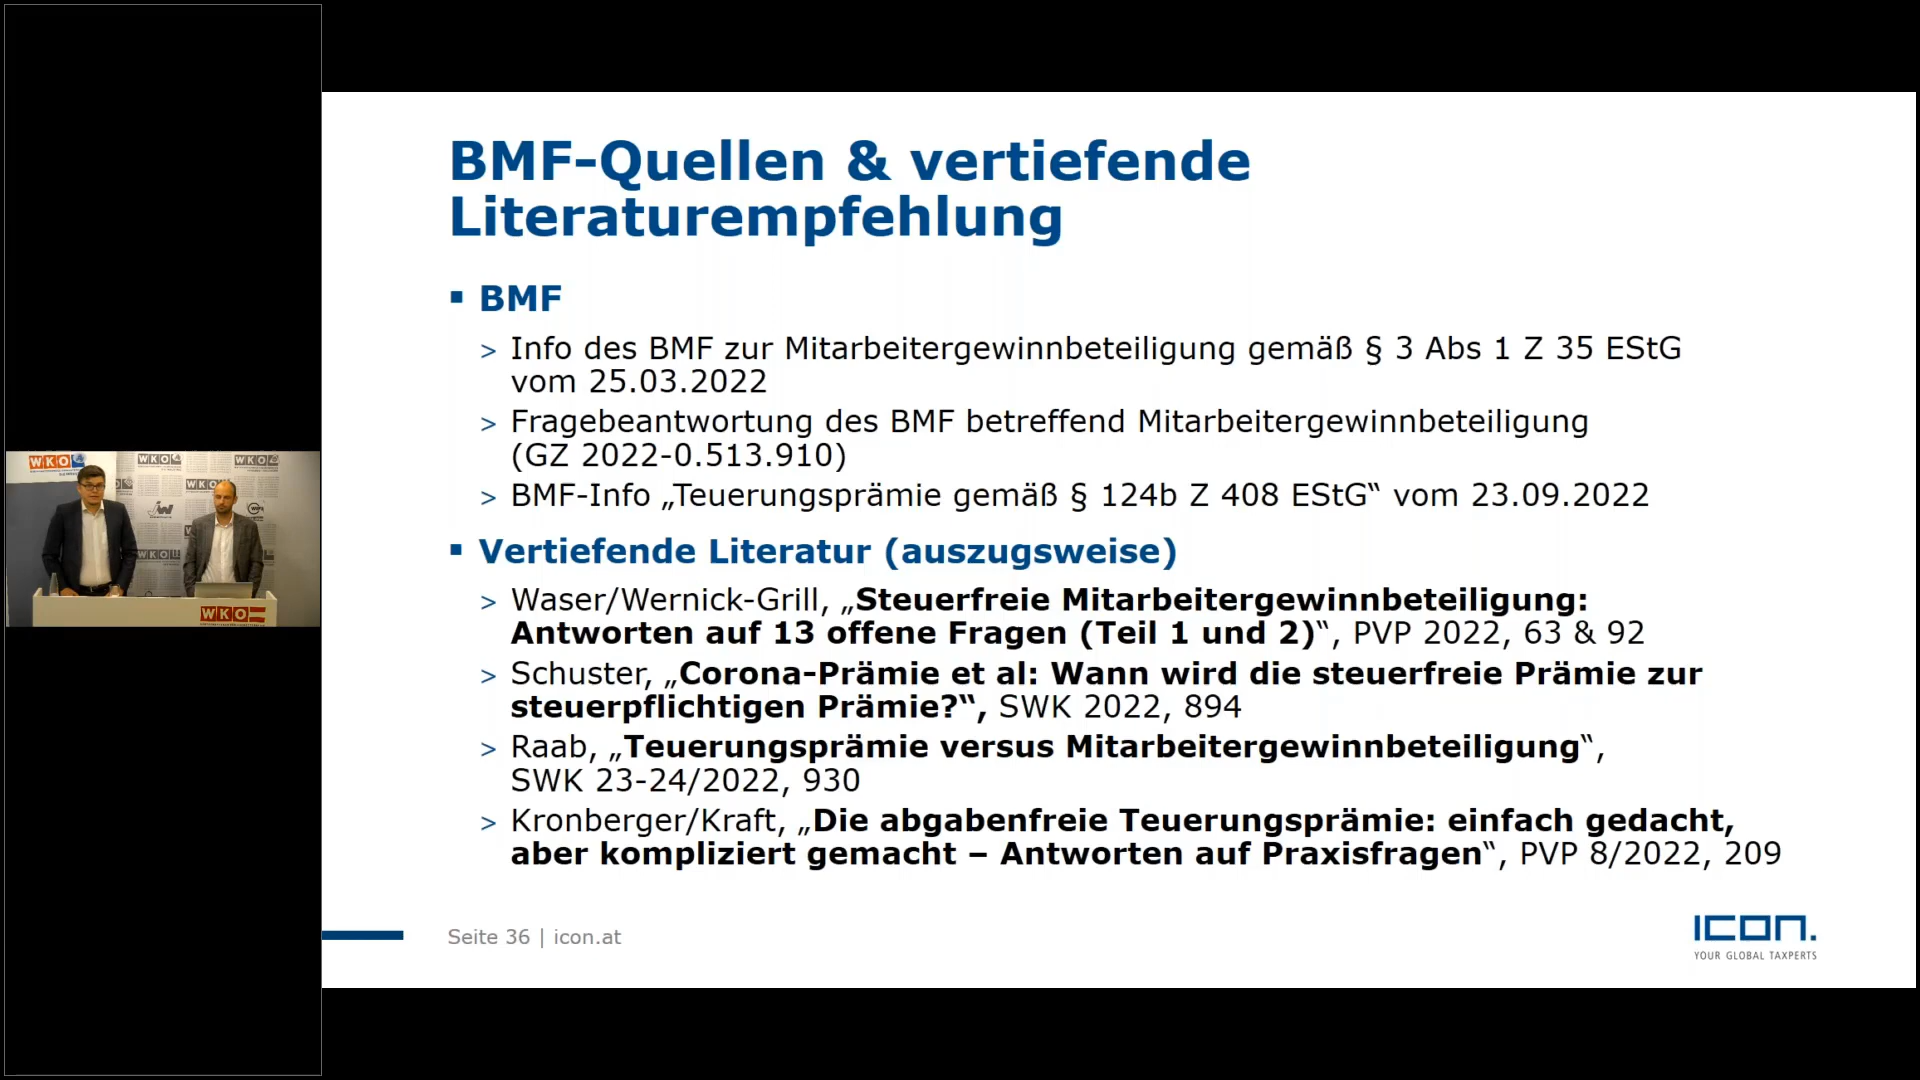 BMF-Quellen & vertiefende
Literaturempfehlung
▪ BMF
> Info des BMF zur Mitarbeitergewinnbeteiligung gemäß § 3 Abs 1 Z 35 EStG
vom 25.03.2022
> Fragebeantwortung des BMF betreffend Mitarbeitergewinnbeteiligung
(GZ 2022-0.513.910)
> BMF-Info „Teuerungsprämie gemäß § 124b Z 408 EStG“ vom 23.09.2022
▪ Vertiefende Literatur (auszugsweise)
> Waser/Wernick-Grill, „Steuerfreie Mitarbeitergewinnbeteiligung:
Antworten auf 13 offene Fragen (Teil 1 und 2)“, PVP 2022, 63 & 92
> Schuster, „Corona-Prämie et al: Wann wird die steuerfreie Prämie zur
steuerpflichtigen Prämie?“, SWK 2022, 894
> Raab, „Teuerungsprämie versus Mitarbeitergewinnbeteiligung“,
SWK 23-24/2022, 930
> Kronberger/Kraft, „Die abgabenfreie Teuerungsprämie: einfach gedacht,
aber kompliziert gemacht – Antworten auf Praxisfragen“, PVP 8/2022, 209
Seite 36 | icon.at
icon.
YOUR GLOBAL TAXPERTS
WKO
WKO
WKO
WKO
WKO
WKO
WKO